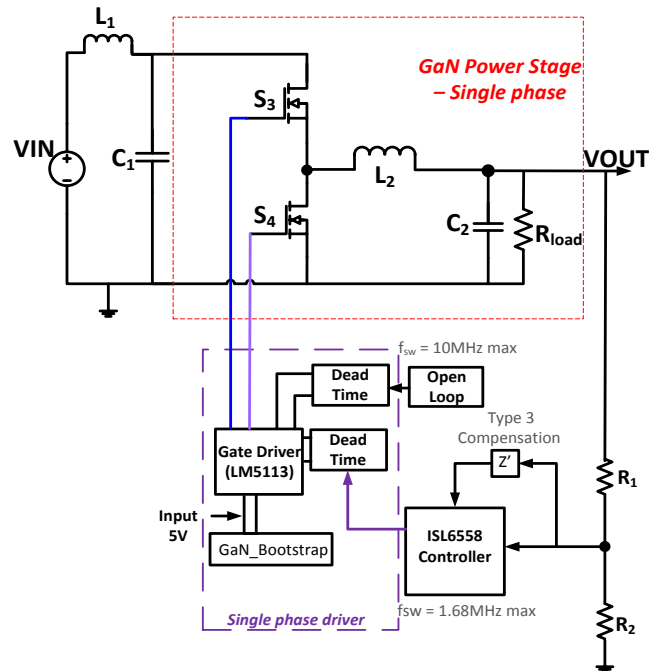 L1
GaN Power Stage
– Single phase
S3
VIN
C1
VOUT
L2
S4
C2
Rload
fsw = 10MHz max
Dead
Time
Open
Loop
Type 3
Compensation
Gate Driver
(LM5113)
Dead
Time
Z'
R1
Input
5V
ISL6558
Controller
GaN_Bootstrap
Single phase driver
fsw = 1.68MHz max
R2